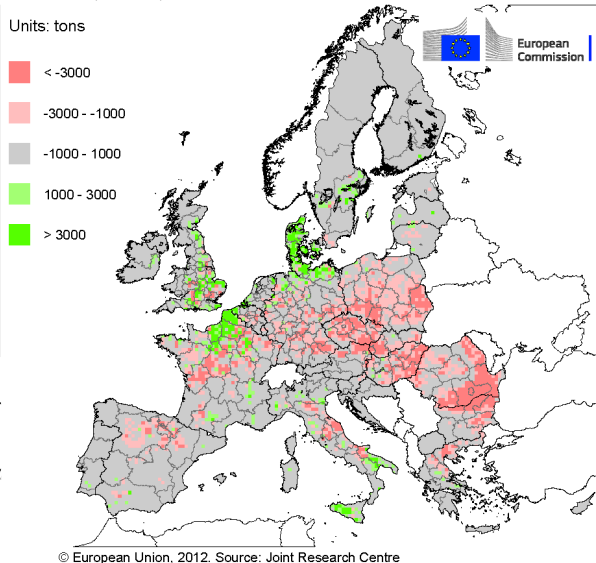 Units: tons
< -3000
-3000 - -1000
-1000 - 1000
1000 - 3000
> 3000
European
Commission
© European Union, 2012. Source: Joint Research Centre